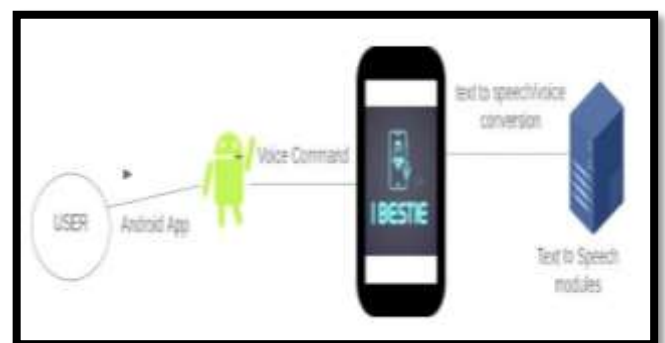 USER
Android App
Voice Command
I BESTIE
text to speech\voice
conversion
Text to Speech
modules